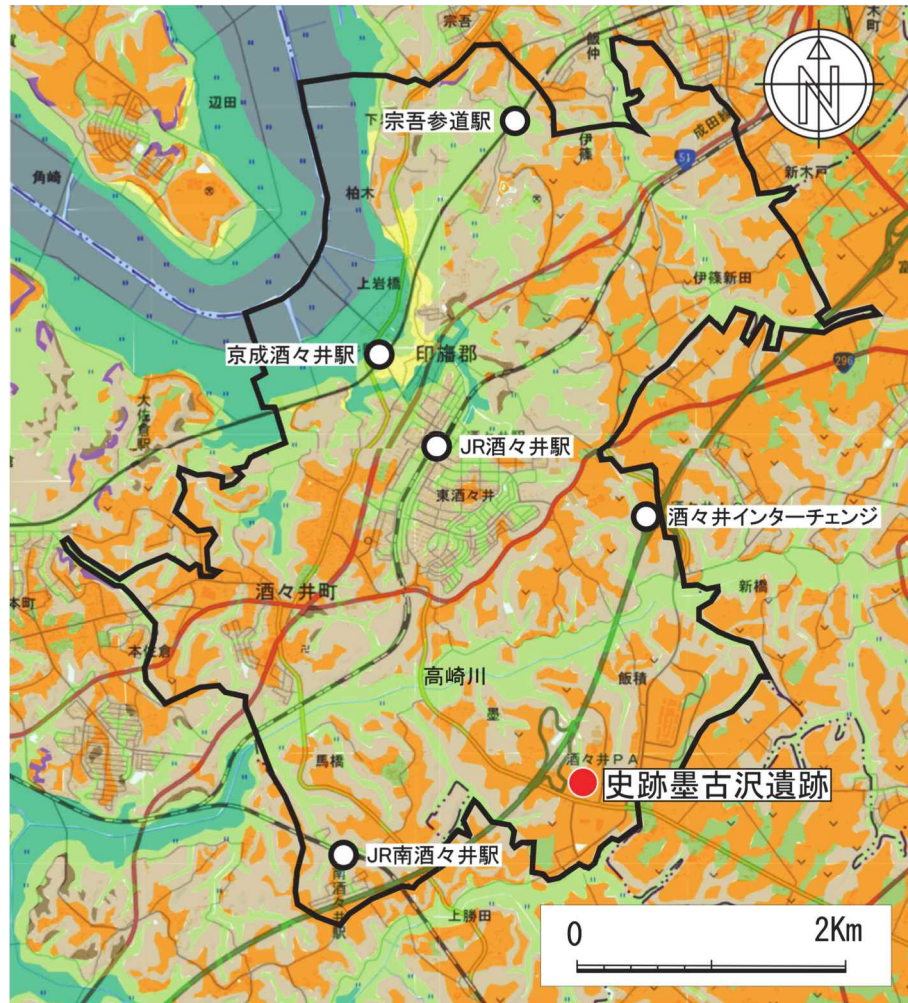 宗吾
飯仲
木町
N
辺田
下
宗吾参道駅
伊篠
成田線
51
新木戸
角崎
柏木
上岩橋
伊篠新田
富
京成酒々井駅
印旛郡
296
大佐倉駅
JR酒々井駅
東酒々井
酒々井インターチェンジ
新橋
本町
酒々井町
本佐倉
高崎川
飯積
墨
馬橋
酒々井PA
史跡墨古沢遺跡
JR南酒々井駅
南酒々井駅
上勝田
0 2Km